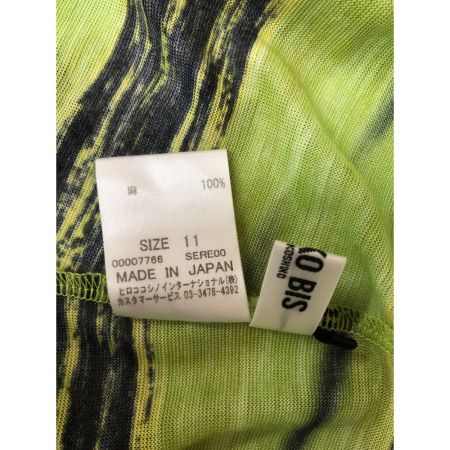 麻 100%
SIZE 11
00007766 SERE00
MADE IN JAPAN
ヒロココシノインターナショナル(株)
カスタマーサービス 03-3478-4392
KO BIS
KOSHINO